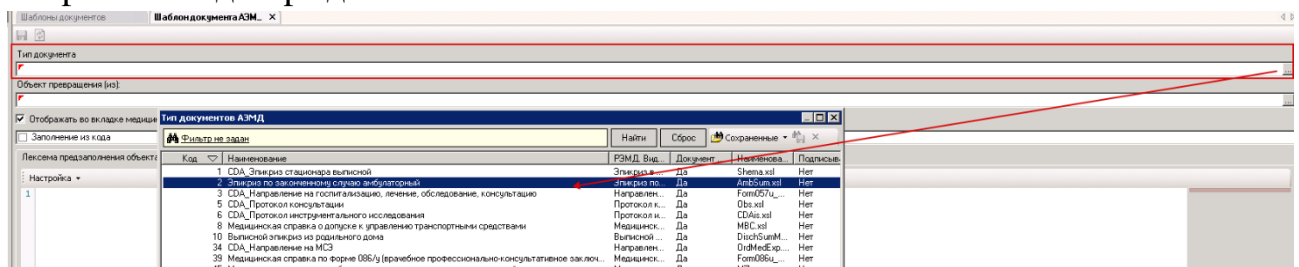 Шаблоны документов Шаблон документа АЭМ_ X
Тип документа
Объект превращения (из):
Отображать во вкладке медицин
Заполнение из кода
Лексема предзаполнения объекта
Настройка
1
Тип документов АЭМД
Фильтр не задан Найти Сброс Сохраненные
Код Наименование РЭМД. Вид... Документ... Наименова... Подписыв
1 CDA_Эпикриз стационара выписной Эпикриз в ... Да Shema.xsl Нет
2 Эпикриз по законченному случаю амбулаторный Эпикриз по... Да AmbSum.xsl Нет
3 CDA_Направление на госпитализацию, лечение, обследование, консультацию Направлен... Да Form057u_... Нет
5 CDA_Протокол консультации Протокол к... Да Obs.xsl Нет
6 CDA_Протокол инструментального исследования Протокол и... Да CDAis.xsl Нет
8 Медицинская справка о допуске к управлению транспортными средствами Медицинск... Да MBC.xsl Нет
10 Выписной эпикриз из родильного дома Выписной ... Да DischSumM... Нет
34 CDA_Направление на МСЭ Направлен... Да OrdMedExp.... Нет
39 Медицинская справка по форме 086/у (врачебное профессионально-консультативное заключ... Медицинск... Да Form086u_... Нет